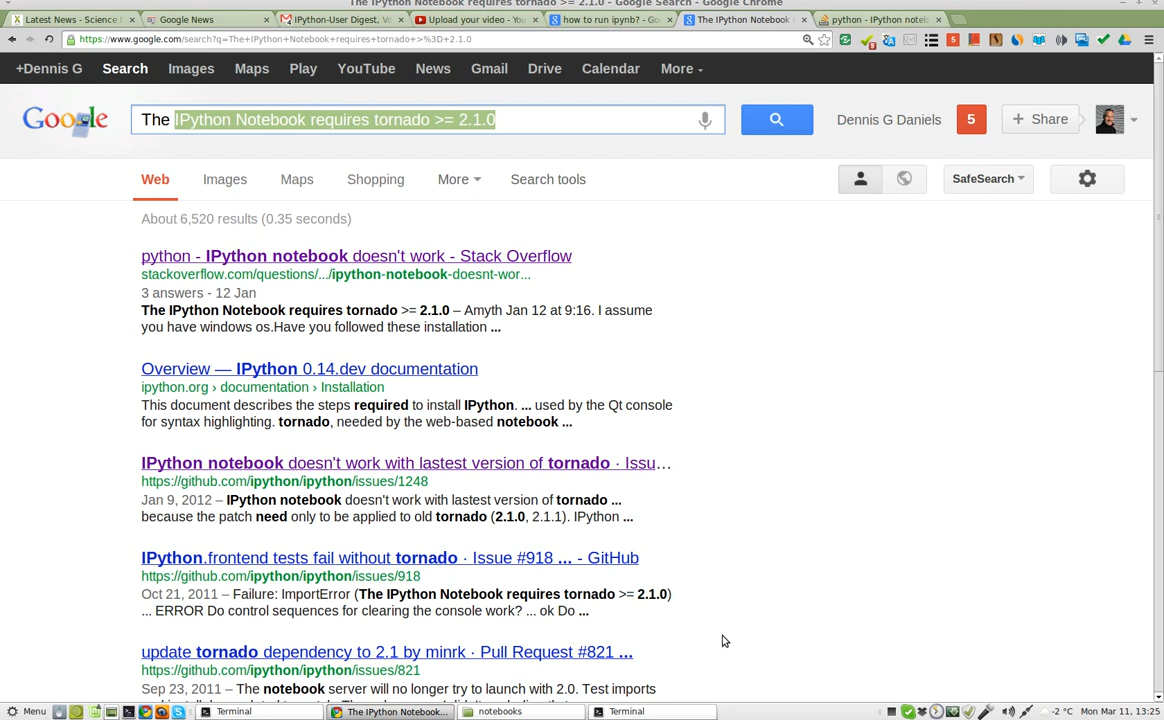 The IPython Notebook requires tornado >= 2.1.0 - Google Search - Google Chrome
Latest News - Science
Google News
IPython-User Digest, Vo
Upload your video - You
how to run ipynb? - Go
The IPython Notebook
python - IPython noteb
https://www.google.com/search?q=The+IPython+Notebook+requires+tornado+>%3D+2.1.0
+Dennis G Search Images Maps Play YouTube News Gmail Drive Calendar More
Google The IPython Notebook requires tornado >= 2.1.0 Dennis G Daniels 5 + Share
Web Images Maps Shopping More Search tools SafeSearch
About 6,520 results (0.35 seconds)
python - IPython notebook doesn't work - Stack Overflow
stackoverflow.com/questions/.../ipython-notebook-doesnt-wor...
3 answers - 12 Jan
The IPython Notebook requires tornado >= 2.1.0 – Amyth Jan 12 at 9:16. I assume
you have windows os.Have you followed these installation ...
Overview — IPython 0.14.dev documentation
ipython.org › documentation › Installation
This document describes the steps required to install IPython. ... used by the Qt console
for syntax highlighting. tornado, needed by the web-based notebook ...
IPython notebook doesn't work with lastest version of tornado · Issu...
https://github.com/ipython/ipython/issues/1248
Jan 9, 2012 – IPython notebook doesn't work with lastest version of tornado ...
because the patch need only to be applied to old tornado (2.1.0, 2.1.1). IPython ...
IPython.frontend tests fail without tornado · Issue #918 ... - GitHub
https://github.com/ipython/ipython/issues/918
Oct 21, 2011 – Failure: ImportError (The IPython Notebook requires tornado >= 2.1.0)
... ERROR Do control sequences for clearing the console work? ... ok Do ...
update tornado dependency to 2.1 by minrk · Pull Request #821 ...
https://github.com/ipython/ipython/issues/821
Sep 23, 2011 – The notebook server will no longer try to launch with 2.0. Test imports
Menu Terminal The IPython Notebook... notebooks Terminal -2 °C Mon Mar 11, 13:25